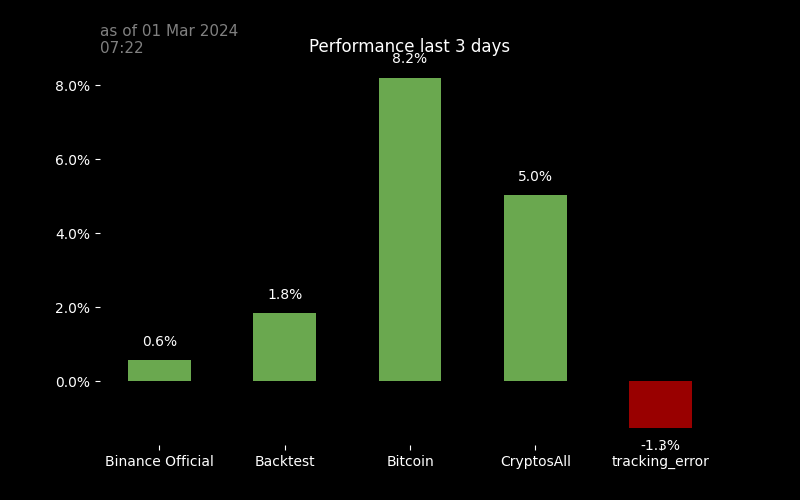 as of 01 Mar 2024
07:22
Performance last 3 days
8.2%
8.0%
6.0%
5.0%
4.0%
2.0%
1.8%
0.6%
0.0%
-1.3%
Binance Official
Backtest
Bitcoin
CryptosAll
tracking_error